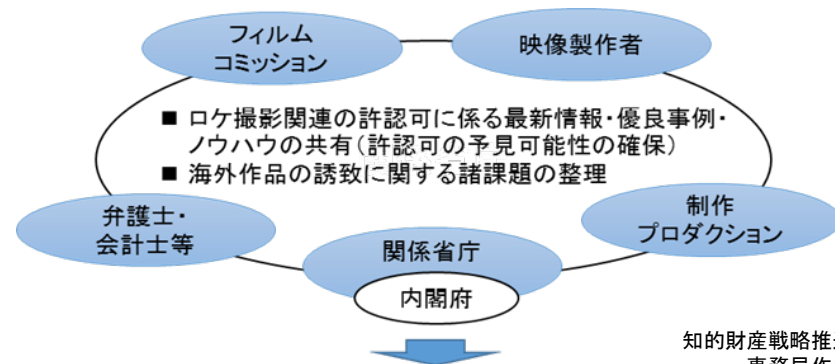 フィルム
コミッション
映像製作者
■ ロケ撮影関連の許認可に係る最新情報・優良事例・
ノウハウの共有(許認可の予見可能性の確保)
■ 海外作品の誘致に関する諸課題の整理
弁護士・
会計士等
制作
プロダクション
関係省庁
内閣府
知的財産戦略推